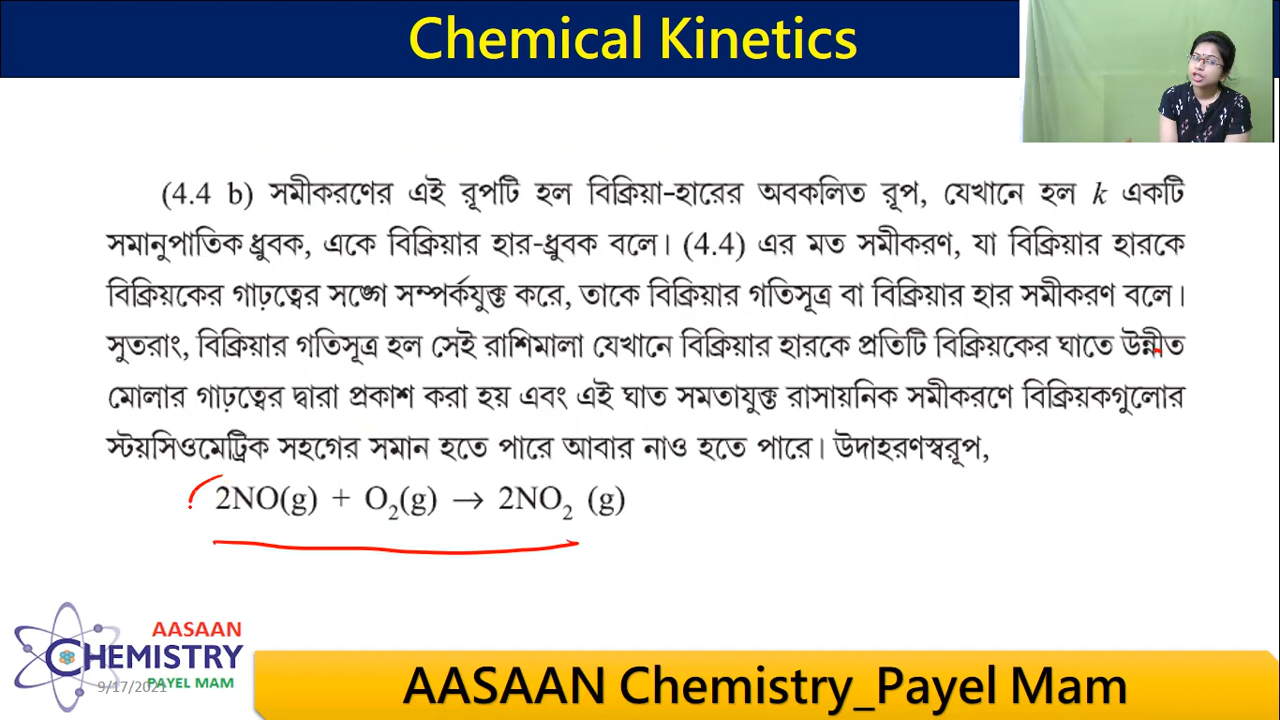 Chemical Kinetics
(4.4 b) সমীকরণের এই রূপটি হল বিক্রিয়া-হারের অবকলিত রূপ, যেখানে হল k একটি
সমানুপাতিক ধ্রুবক, একে বিক্রিয়ার হার-ধ্রুবক বলে। (4.4) এর মত সমীকরণ, যা বিক্রিয়ার হারকে
বিক্রিয়কের গাঢ়ত্বের সঙ্গে সম্পর্কযুক্ত করে, তাকে বিক্রিয়ার গতিসূত্র বা বিক্রিয়ার হার সমীকরণ বলে।
সুতরাং, বিক্রিয়ার গতিসূত্র হল সেই রাশিমালা যেখানে বিক্রিয়ার হারকে প্রতিটি বিক্রিয়কের ঘাতে উন্নীত
মোলার গাঢ়ত্বের দ্বারা প্রকাশ করা হয় এবং এই ঘাত সমতাযুক্ত রাসায়নিক সমীকরণে বিক্রিয়কগুলোর
স্টয়সিওমেট্রিক সহগের সমান হতে পারে আবার নাও হতে পারে। উদাহরণস্বরূপ,
2NO(g) + O₂(g) → 2NO₂ (g)
AASAAN
CHEMISTRY
PAYEL MAM
9/17/2021
AASAAN Chemistry_Payel Mam